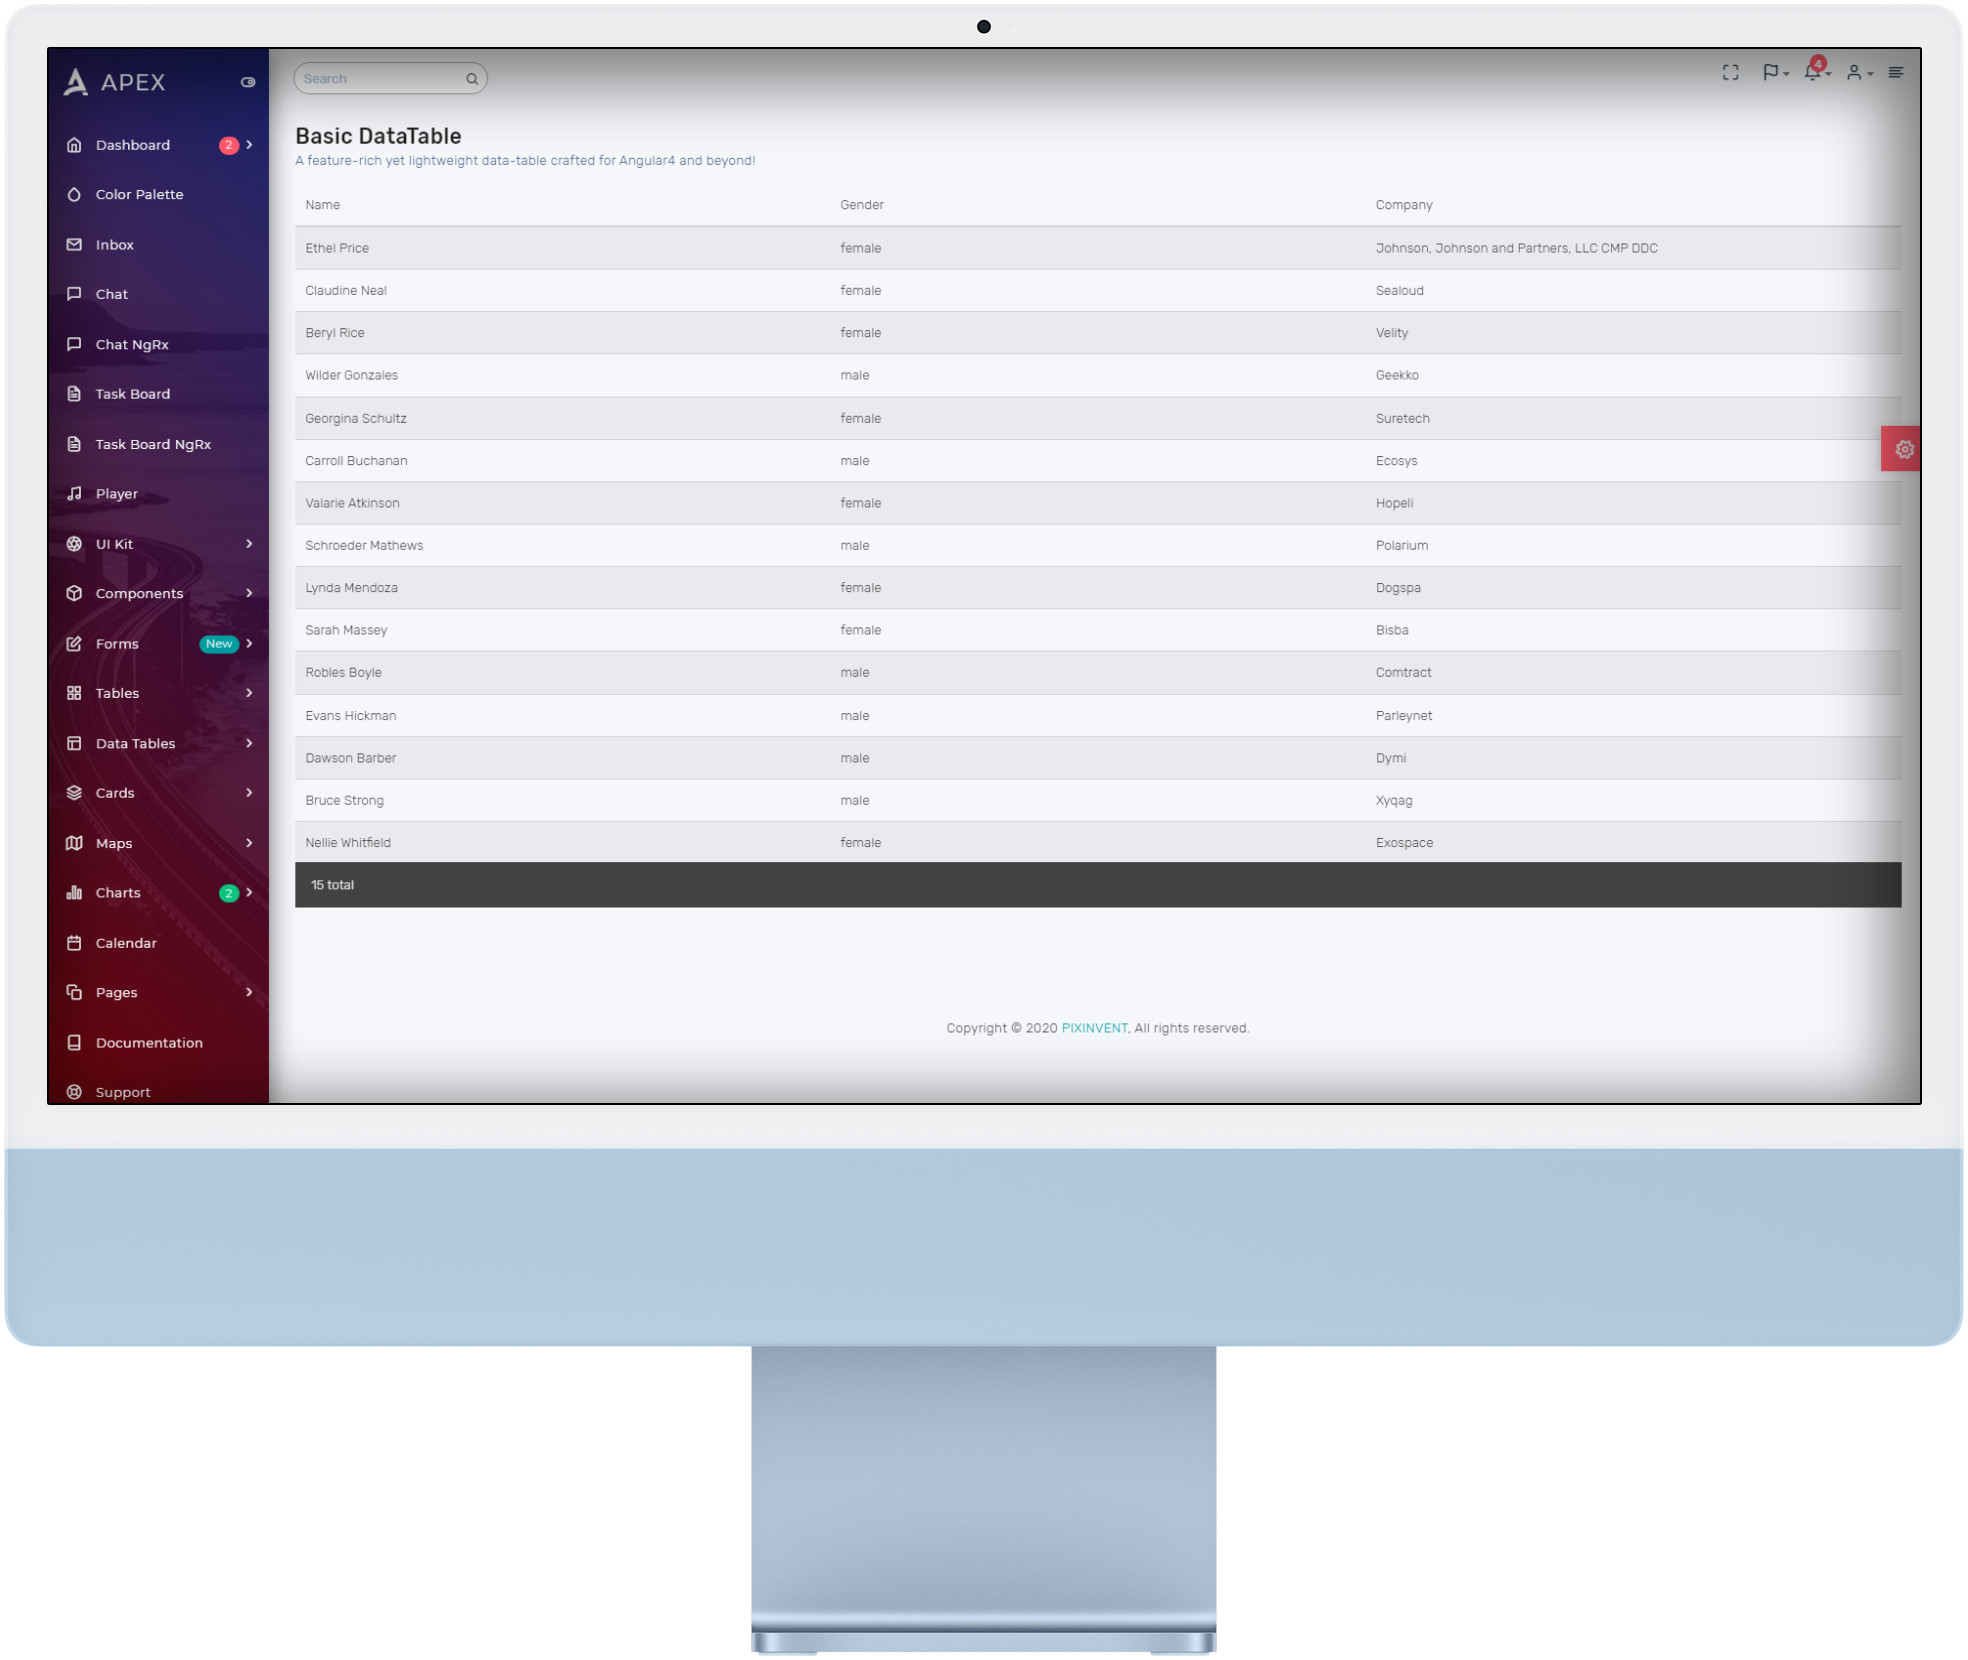 APEX
Search
4
Dashboard 2
Color Palette
Inbox
Chat
Chat NgRx
Task Board
Task Board NgRx
Player
UI Kit
Components
Forms New
Tables
Data Tables
Cards
Maps
Charts 2
Calendar
Pages
Documentation
Support
Basic DataTable
A feature-rich yet lightweight data-table crafted for Angular4 and beyond!
Name Gender Company
Ethel Price female Johnson, Johnson and Partners, LLC CMP DDC
Claudine Neal female Sealoud
Beryl Rice female Velity
Wilder Gonzales male Geekko
Georgina Schultz female Suretech
Carroll Buchanan male Ecosys
Valarie Atkinson female Hopeli
Schroeder Mathews male Polarium
Lynda Mendoza female Dogspa
Sarah Massey female Bisba
Robles Boyle male Comtract
Evans Hickman male Parleynet
Dawson Barber male Dymi
Bruce Strong male Xyqag
Nellie Whitfield female Exospace
15 total
Copyright © 2020 PIXINVENT, All rights reserved.